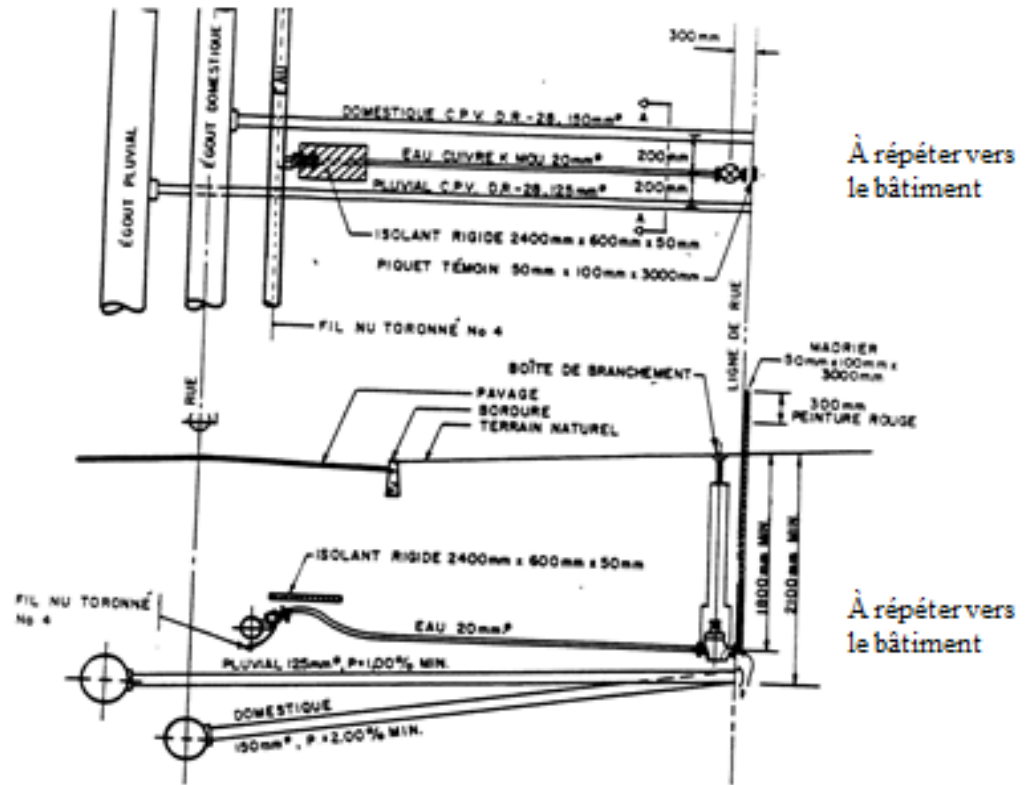 300mm
ÉGOUT PLUVIAL
ÉGOUT DOMESTIQUE
EAU
DOMESTIQUE C.P.V. D.R.-28, 150mmø
A
EAU CUIVRE K MOU 20mmø
200mm
200mm
PLUVIAL C.P.V. D.R.-28, 125mmø
A
ISOLANT RIGIDE 2400mm x 600mm x 50mm
PIQUET TÉMOIN 50mm x 100mm x 3000mm
À répéter vers
le bâtiment
FIL NU TORONNÉ No 4
LIGNE DE RUE
RUE
BOÎTE DE BRANCHEMENT
MADRIER
50mm x 100mm x
3000mm
PAVAGE
BORDURE
TERRAIN NATUREL
300mm
PEINTURE ROUGE
1800mm MIN.
2100mm MIN.
ISOLANT RIGIDE 2400mm x 600mm x 50mm
FIL NU TORONNÉ
No 4
EAU 20mmø
À répéter vers
le bâtiment
PLUVIAL 125mmø, P=1,00% MIN.
DOMESTIQUE
150mmø, P=2,00% MIN.